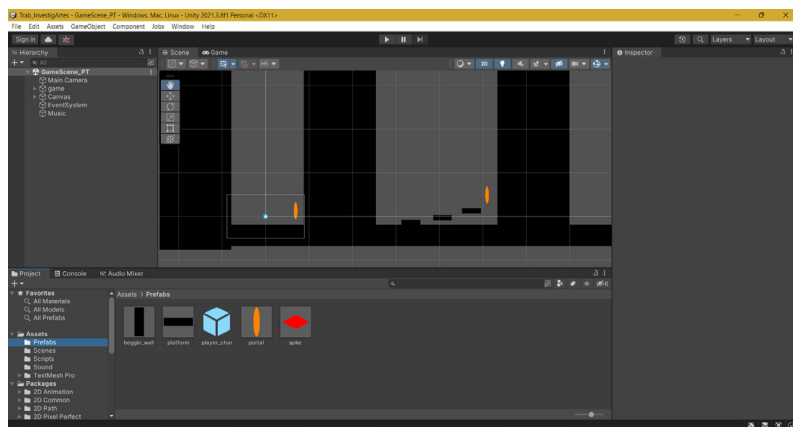 Trab_InvestigArtes - GameScene_PT - Windows, Mac, Linux - Unity 2021.3.8f1 Personal <DX11>
File Edit Assets GameObject Component Jobs Window Help
Sign in
Layers Layout
Hierarchy
Scene Game
Inspector
All
2D
GameScene_PT
Main Camera
game
Canvas
EventSystem
Music
Project Console Audio Mixer
Favorites
All Materials
All Models
All Prefabs
Assets > Prefabs
Assets
Prefabs
Scenes
Scripts
Sound
TextMesh Pro
Packages
2D Animation
2D Common
2D Path
2D Pixel Perfect
beggin_wall platform player_char portal spike